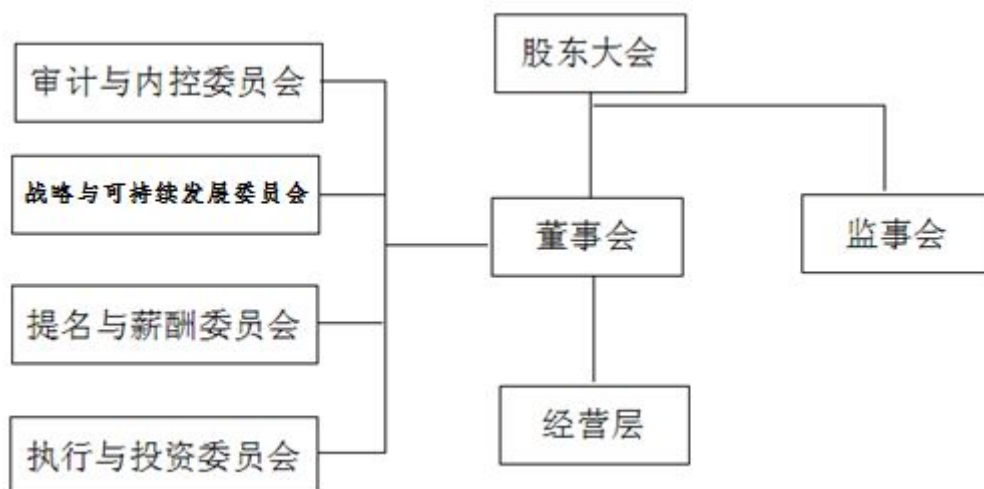 股东大会
审计与内控委员会
战略与可持续发展委员会
董事会
监事会
提名与薪酬委员会
经营层
执行与投资委员会